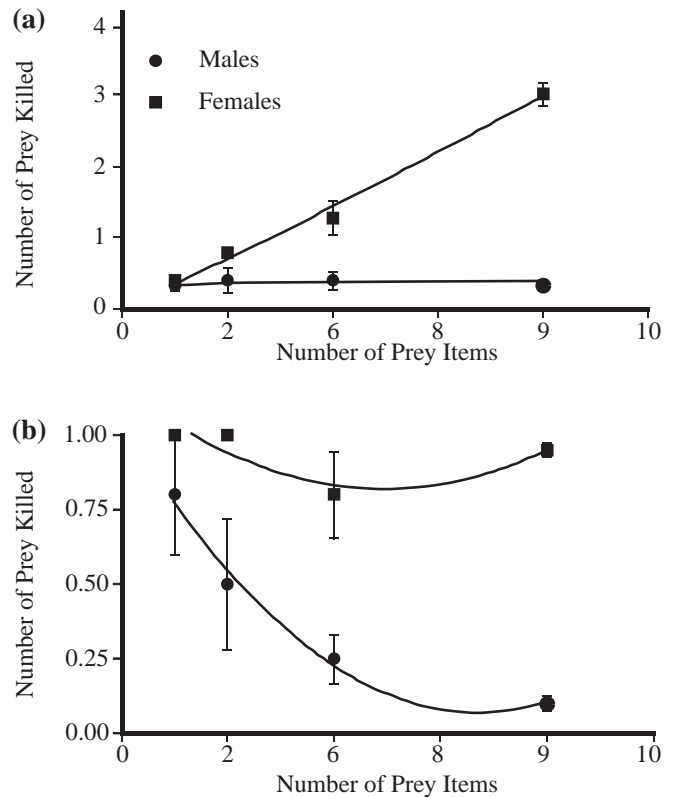 (a)
Number of Prey Killed
4
3
2
1
0
Males
Females
0 2 6 8 9 10
Number of Prey Items
(b)
Number of Prey Killed
1.00
0.75
0.50
0.25
0.00
0 2 6 8 9 10
Number of Prey Items